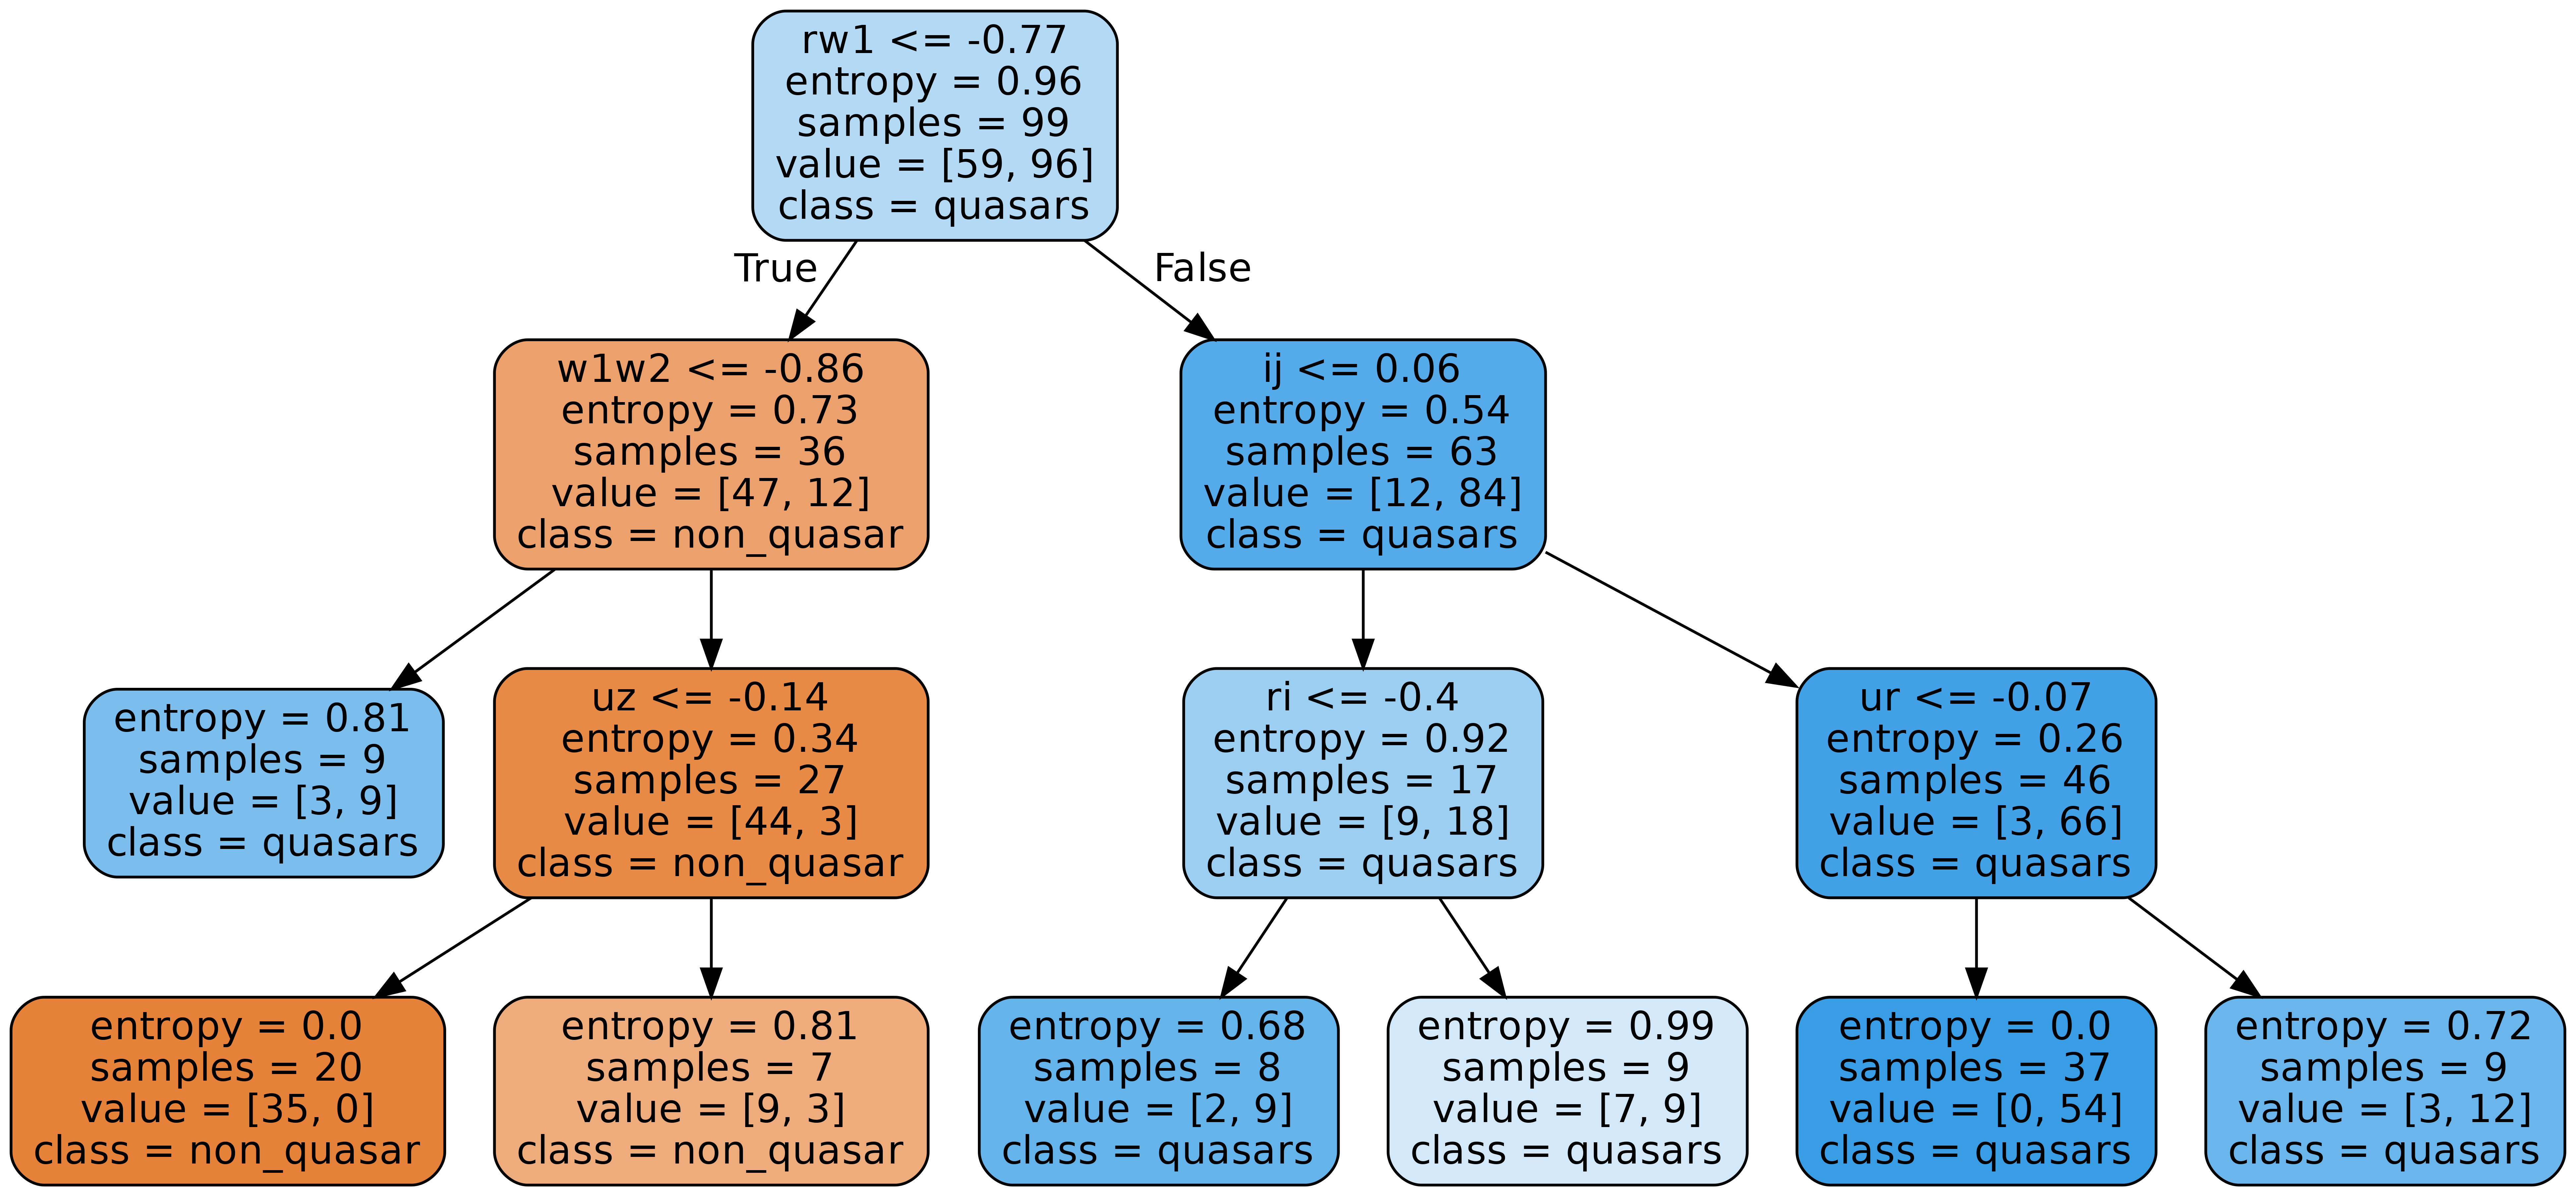 rw1 <= -0.77
entropy = 0.96
samples = 99
value = [59, 96]
class = quasars
True
False
w1w2 <= -0.86
entropy = 0.73
samples = 36
value = [47, 12]
class = non_quasar
ij <= 0.06
entropy = 0.54
samples = 63
value = [12, 84]
class = quasars
entropy = 0.81
samples = 9
value = [3, 9]
class = quasars
uz <= -0.14
entropy = 0.34
samples = 27
value = [44, 3]
class = non_quasar
ri <= -0.4
entropy = 0.92
samples = 17
value = [9, 18]
class = quasars
ur <= -0.07
entropy = 0.26
samples = 46
value = [3, 66]
class = quasars
entropy = 0.0
samples = 20
value = [35, 0]
class = non_quasar
entropy = 0.81
samples = 7
value = [9, 3]
class = non_quasar
entropy = 0.68
samples = 8
value = [2, 9]
class = quasars
entropy = 0.99
samples = 9
value = [7, 9]
class = quasars
entropy = 0.0
samples = 37
value = [0, 54]
class = quasars
entropy = 0.72
samples = 9
value = [3, 12]
class = quasars